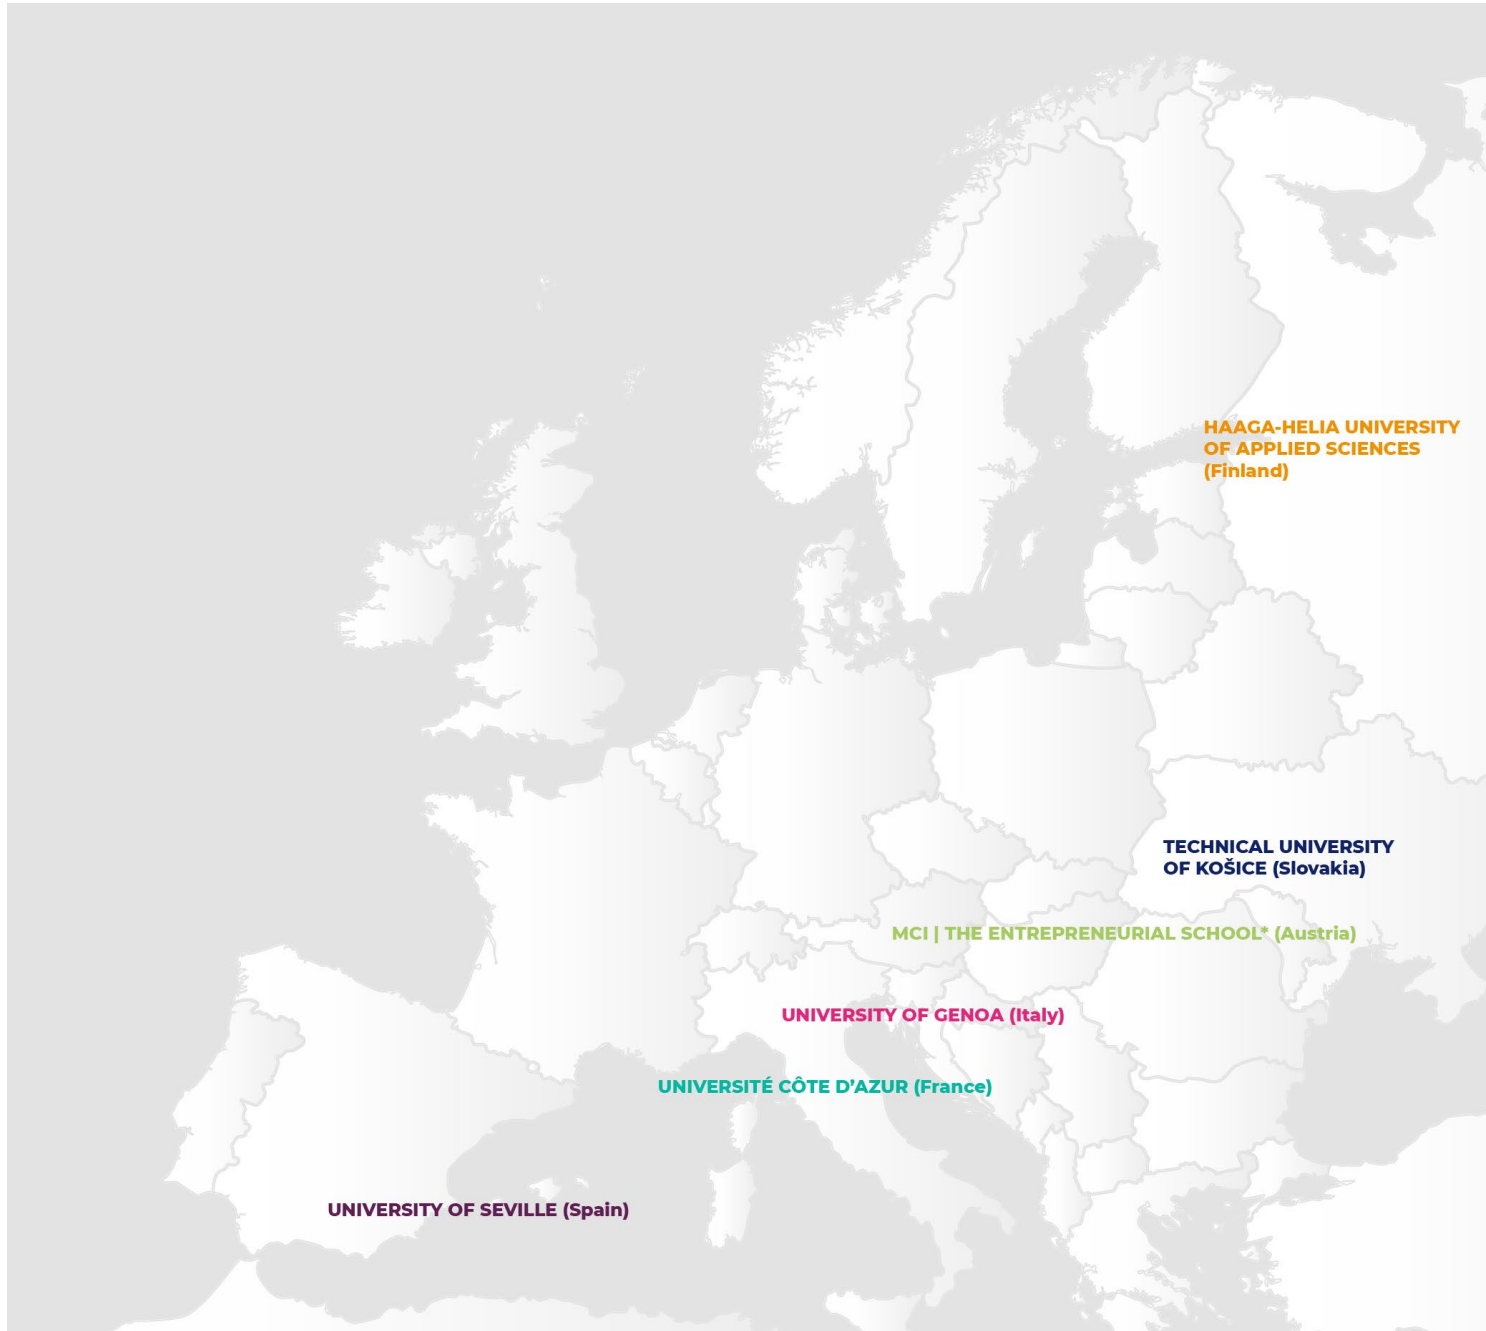 HAAGA-HELIA UNIVERSITY
OF APPLIED SCIENCES
(Finland)
TECHNICAL UNIVERSITY
OF KOŠICE (Slovakia)
MCI | THE ENTREPRENEURIAL SCHOOL* (Austria)
UNIVERSITY OF GENOA (Italy)
UNIVERSITÉ CÔTE D’AZUR (France)
UNIVERSITY OF SEVILLE (Spain)